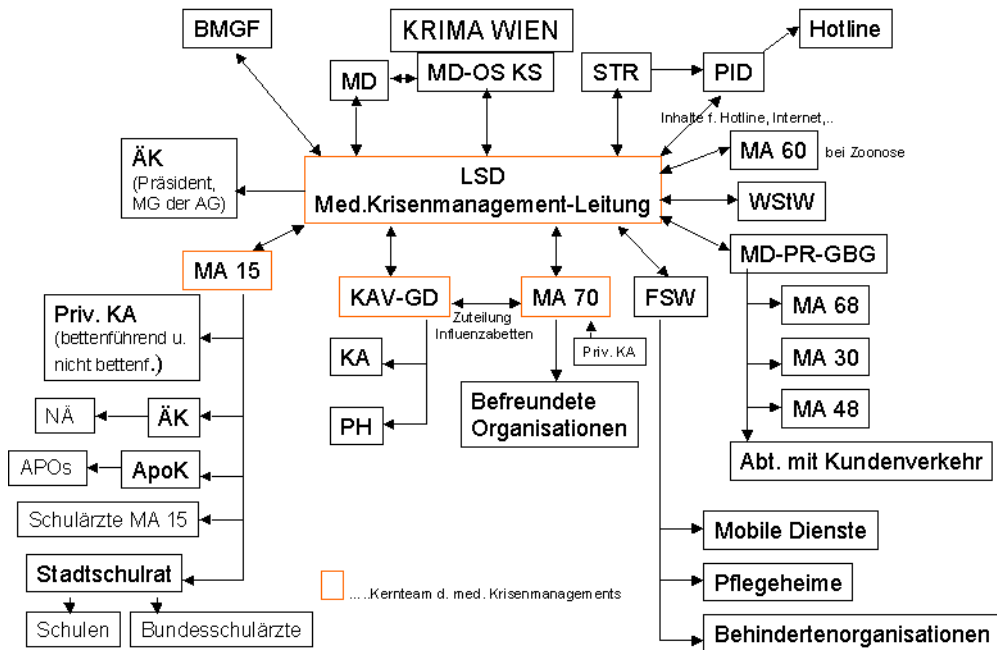 BMGF
KRIMA WIEN
Hotline
MD
MD-OS KS
STR
PID
Inhalte f. Hotline, Internet,..
ÄK
(Präsident,
MG der AG)
LSD
Med.Krisenmanagement-Leitung
MA 60
bei Zoonose
WStW
MD-PR-GBG
MA 15
KAV-GD
Zuteilung
Influenzabetten
MA 70
FSW
Priv. KA
(bettenführend u.
nicht bettenf.)
KA
Priv. KA
MA 68
MA 30
MA 48
NÄ
ÄK
PH
Befreundete
Organisationen
Abt. mit Kundenverkehr
APOs
ApoK
Schulärzte MA 15
Mobile Dienste
Stadtschulrat
.....Kernteam d. med. Krisenmanagements
Pflegeheime
Schulen
Bundesschulärzte
Behindertenorganisationen